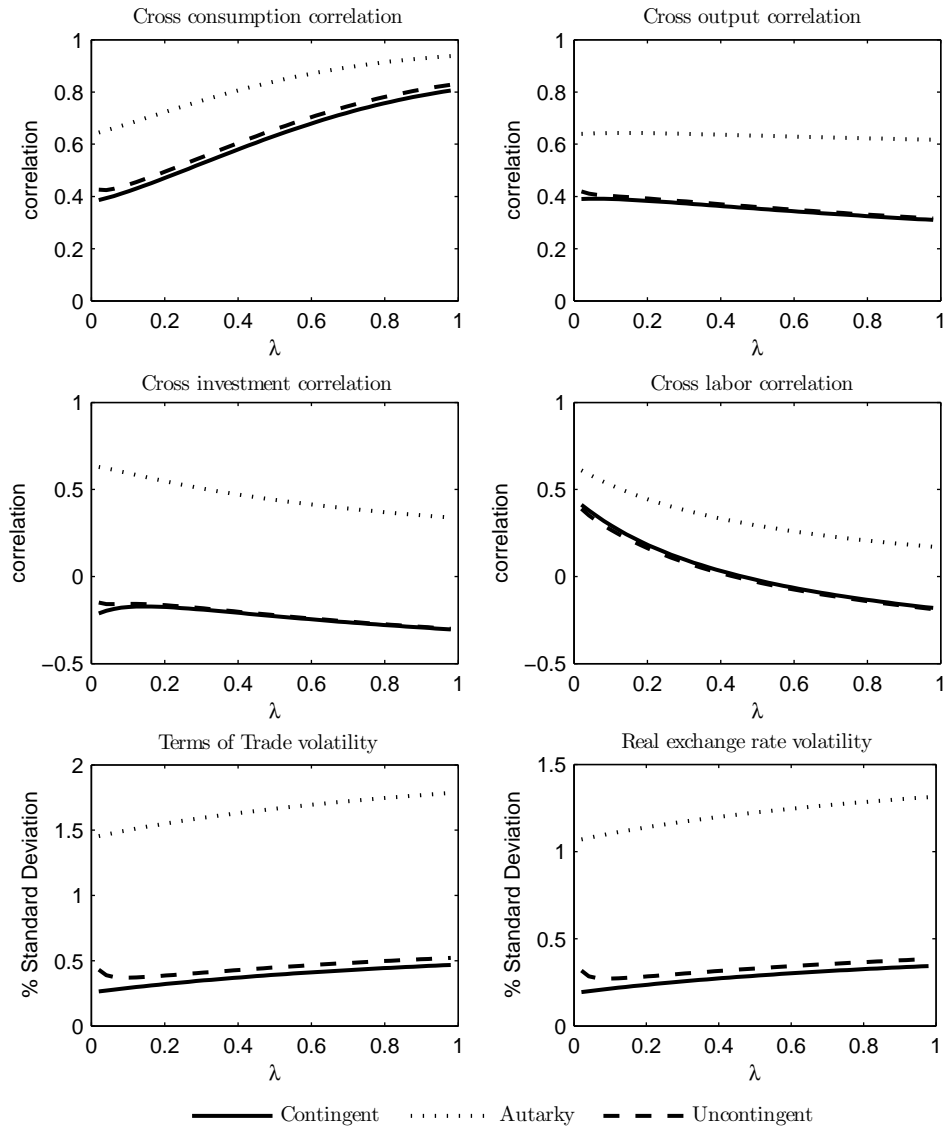 Cross consumption correlation
1
0.8
0.6
0.4
0.2
0
correlation
0 0.2 0.4 0.6 0.8 1
λ
Cross output correlation
1
0.8
0.6
0.4
0.2
0
correlation
0 0.2 0.4 0.6 0.8 1
λ
Cross investment correlation
1
0.5
0
−0.5
correlation
0 0.2 0.4 0.6 0.8 1
λ
Cross labor correlation
1
0.5
0
−0.5
correlation
0 0.2 0.4 0.6 0.8 1
λ
Terms of Trade volatility
2
1.5
1
0.5
0
% Standard Deviation
0 0.2 0.4 0.6 0.8 1
λ
Real exchange rate volatility
1.5
1
0.5
0
% Standard Deviation
0 0.2 0.4 0.6 0.8 1
λ
Contingent Autarky Uncontingent